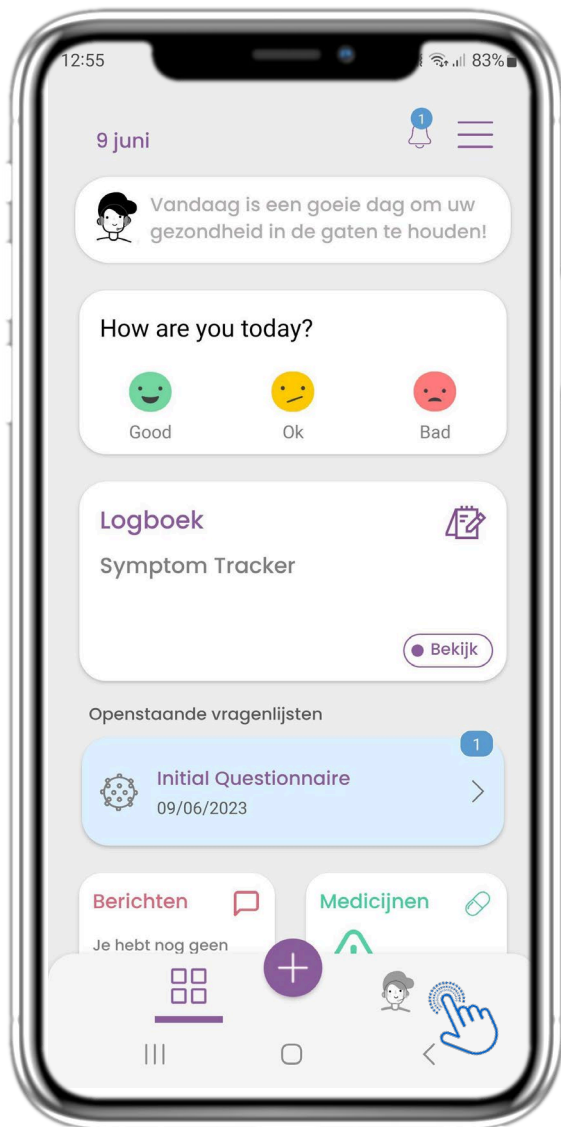 12:55
83%
9 juni
1
Vandaag is een goeie dag om uw
gezondheid in de gaten te houden!
How are you today?
Good
Ok
Bad
Logboek
Symptom Tracker
Bekijk
Openstaande vragenlijsten
1
Initial Questionnaire
09/06/2023
Berichten
Medicijnen
Je hebt nog geen